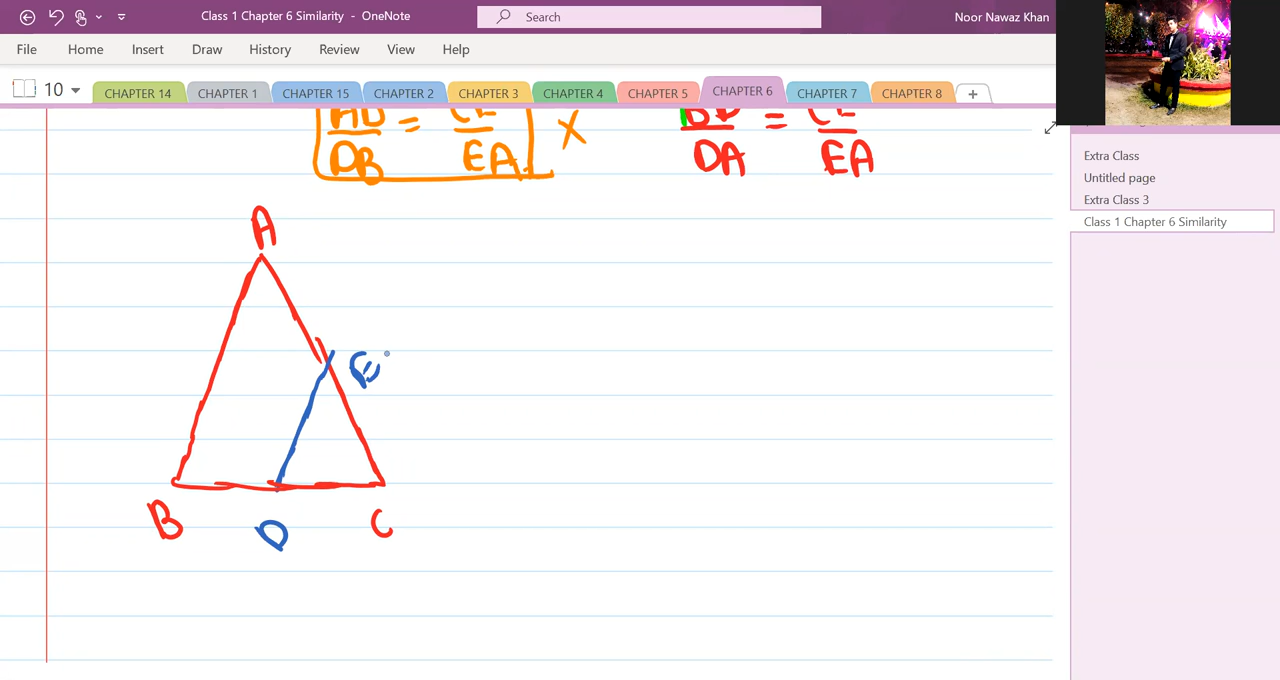 Class 1 Chapter 6 Similarity - OneNote
Search
Noor Nawaz Khan
File Home Insert Draw History Review View Help
10 CHAPTER 14 CHAPTER 1 CHAPTER 15 CHAPTER 2 CHAPTER 3 CHAPTER 4 CHAPTER 5 CHAPTER 6 CHAPTER 7 CHAPTER 8 +
Extra Class
Untitled page
Extra Class 3
Class 1 Chapter 6 Similarity
= × =
DB EA DA EA
A
E
B D C